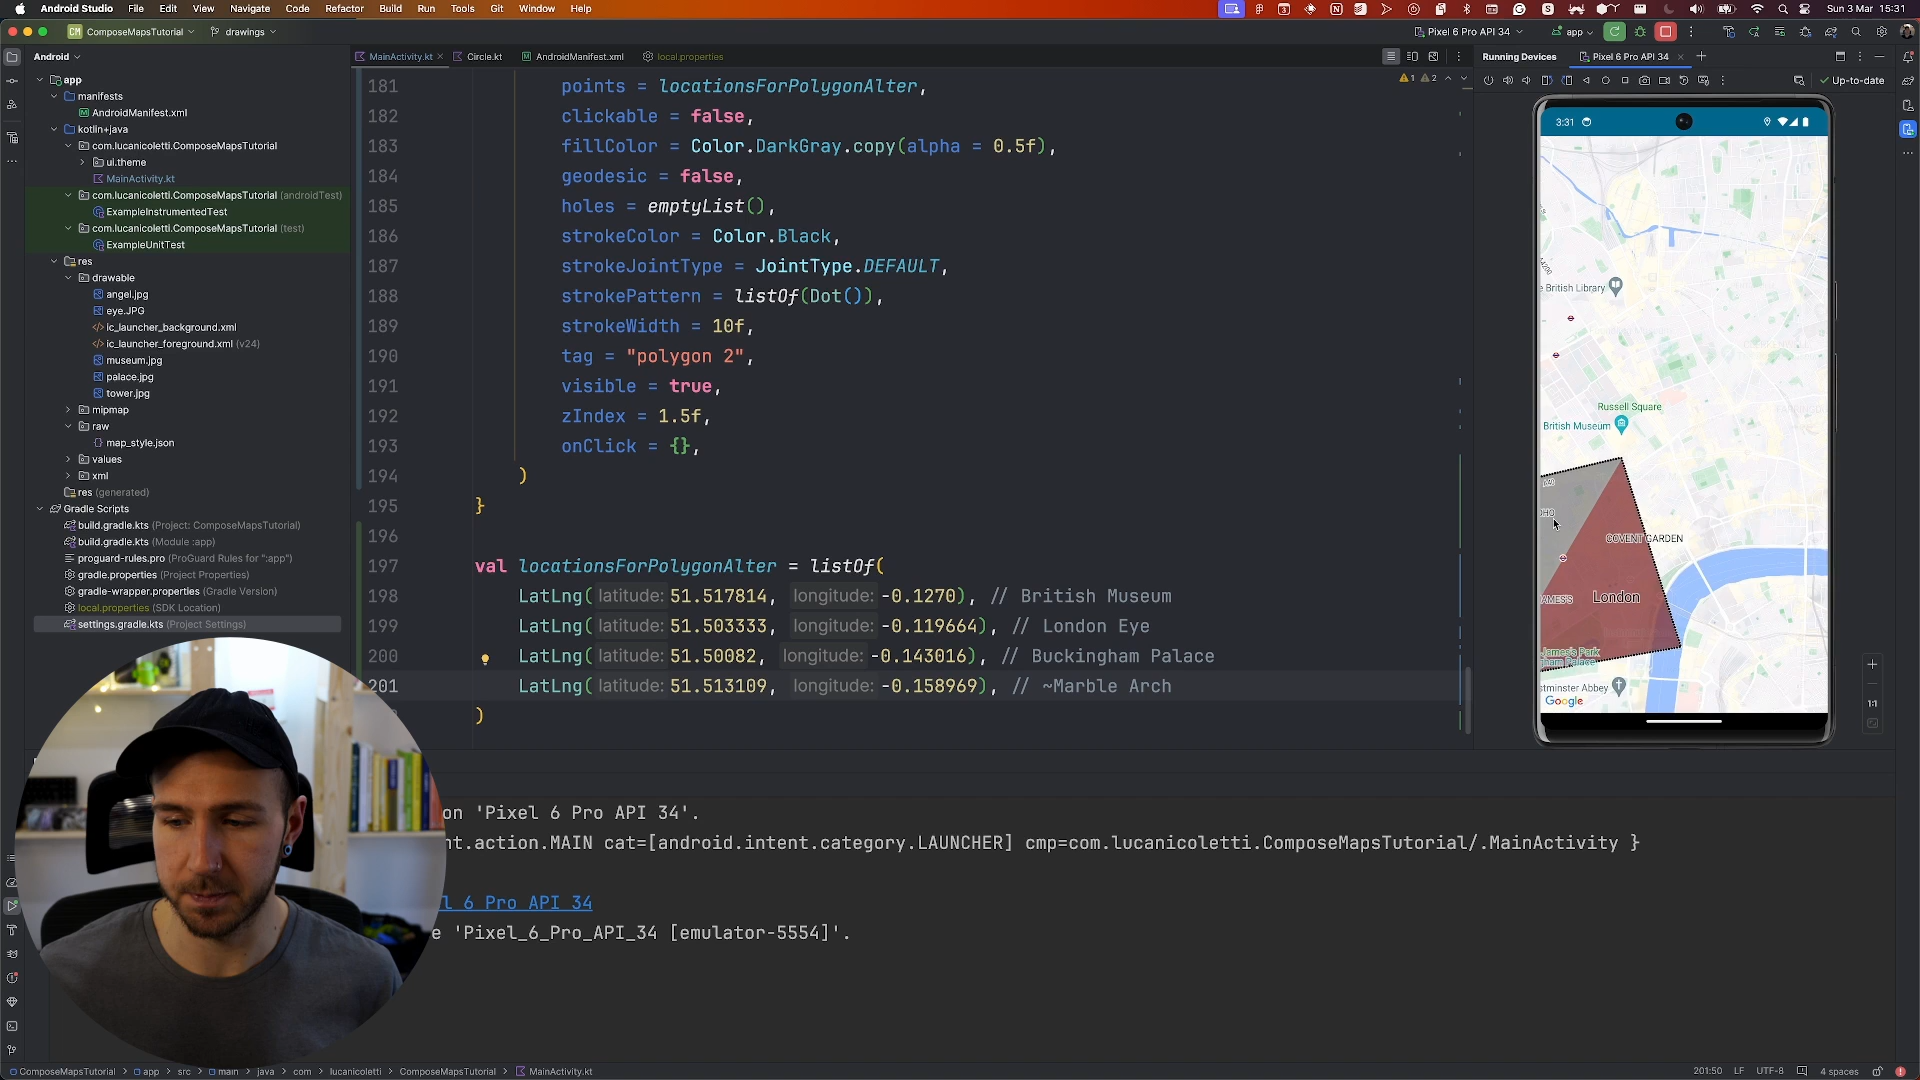 Android Studio File Edit View Navigate Code Refactor Build Run Tools Git Window Help
Sun 3 Mar 15:31
CM ComposeMapsTutorial drawings
Pixel 6 Pro API 34 app
Android
MainActivity.kt Circle.kt AndroidManifest.xml local.properties
Running Devices Pixel 6 Pro API 34
Up-to-date
app
manifests
AndroidManifest.xml
kotlin+java
com.lucanicoletti.ComposeMapsTutorial
ui.theme
MainActivity.kt
com.lucanicoletti.ComposeMapsTutorial (androidTest)
ExampleInstrumentedTest
com.lucanicoletti.ComposeMapsTutorial (test)
ExampleUnitTest
res
drawable
angel.jpg
eye.JPG
ic_launcher_background.xml
ic_launcher_foreground.xml (v24)
museum.jpg
palace.jpg
tower.jpg
mipmap
raw
map_style.json
values
xml
res (generated)
Gradle Scripts
build.gradle.kts (Project: ComposeMapsTutorial)
build.gradle.kts (Module :app)
proguard-rules.pro (ProGuard Rules for ":app")
gradle.properties (Project Properties)
gradle-wrapper.properties (Gradle Version)
local.properties (SDK Location)
settings.gradle.kts (Project Settings)
1 2
181 points = locationsForPolygonAlter,
182 clickable = false,
183 fillColor = Color.DarkGray.copy(alpha = 0.5f),
184 geodesic = false,
185 holes = emptyList(),
186 strokeColor = Color.Black,
187 strokeJointType = JointType.DEFAULT,
188 strokePattern = listOf(Dot()),
189 strokeWidth = 10f,
190 tag = "polygon 2",
191 visible = true,
192 zIndex = 1.5f,
193 onClick = {},
194 )
195 }
196
197 val locationsForPolygonAlter = listOf(
198 LatLng( latitude: 51.517814, longitude: -0.1270), // British Museum
199 LatLng( latitude: 51.503333, longitude: -0.119664), // London Eye
200 LatLng( latitude: 51.50082, longitude: -0.143016), // Buckingham Palace
201 LatLng( latitude: 51.513109, longitude: -0.158969), // ~Marble Arch
)
3:31
e British Library
Russell Square
British Museum
A40
OHO
COVENT GARDEN
AMES'S
London
James's Park
gham Palace
stminster Abbey
Google
1:1
on 'Pixel 6 Pro API 34'.
nt.action.MAIN cat=[android.intent.category.LAUNCHER] cmp=com.lucanicoletti.ComposeMapsTutorial/.MainActivity }
l 6 Pro API 34
e 'Pixel_6_Pro_API_34 [emulator-5554]'.
ComposeMapsTutorial > app > src > main > java > com > lucanicoletti > ComposeMapsTutorial > MainActivity.kt
201:50 LF UTF-8 4 spaces